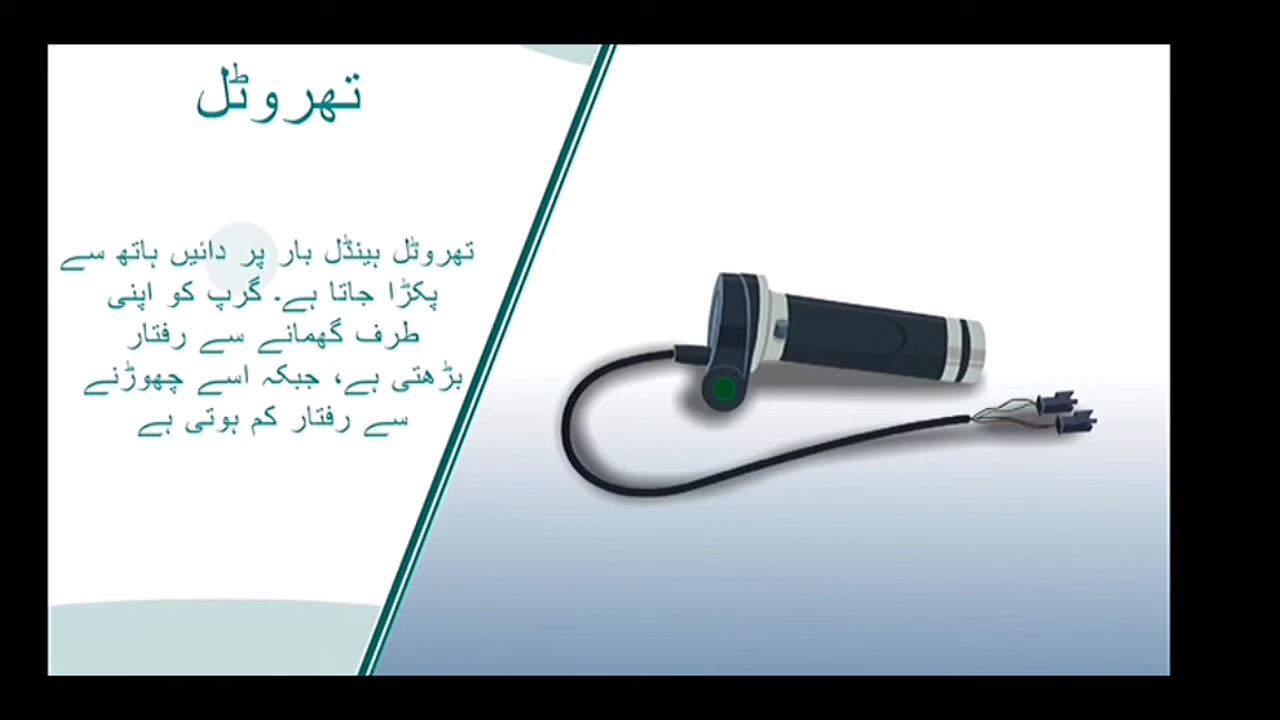 تھروٹل
تھروٹل ہینڈل بار پر دائیں ہاتھ سے
پکڑا جاتا ہے۔ گرپ کو اپنی
طرف گھمانے سے رفتار
بڑھتی ہے، جبکہ اسے چھوڑنے
سے رفتار کم ہوتی ہے